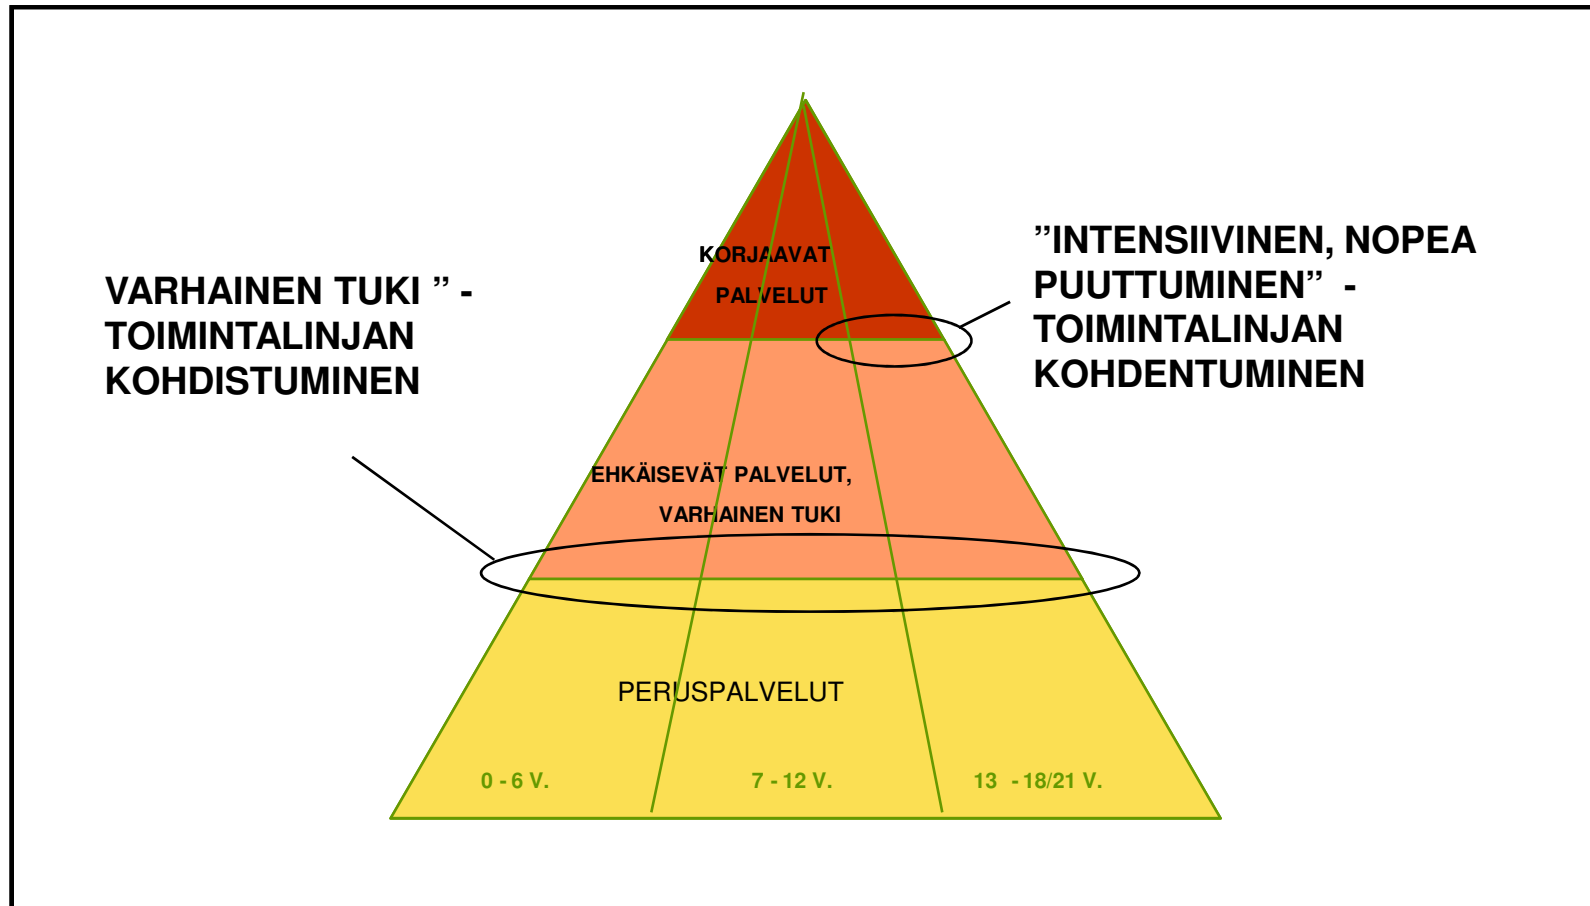 VARHAINEN TUKI ” -
TOIMINTALINJAN
KOHDISTUMINEN
KORJAAVAT
PALVELUT
”INTENSIIVINEN, NOPEA
PUUTTUMINEN” -
TOIMINTALINJAN
KOHDENTUMINEN
EHKÄISEVÄT PALVELUT,
VARHAINEN TUKI
PERUSPALVELUT
0 - 6 V.
7 - 12 V.
13 - 18/21 V.